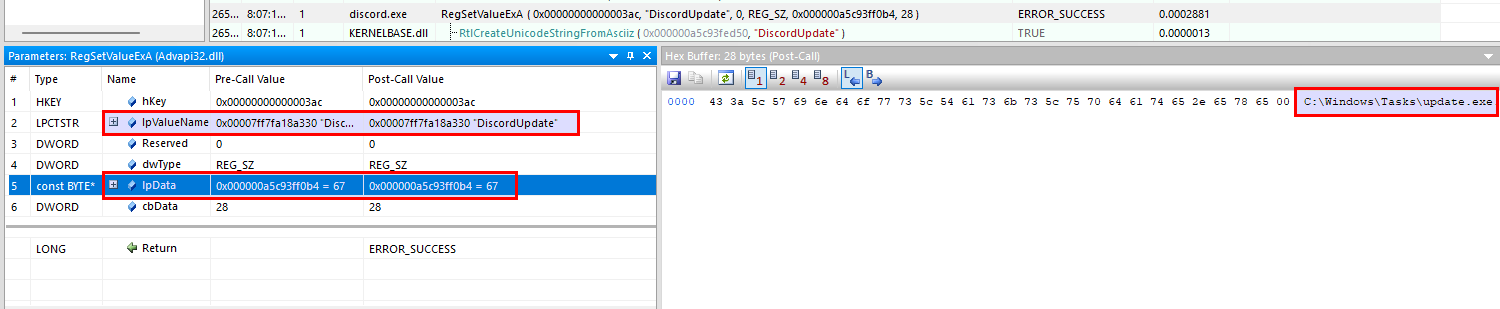 265... 8:07:1... 1 discord.exe RegSetValueExA ( 0x00000000000003ac, "DiscordUpdate", 0, REG_SZ, 0x000000a5c93ff0b4, 28 ) ERROR_SUCCESS 0.0002881
265... 8:07:1... 1 KERNELBASE.dll RtlCreateUnicodeStringFromAsciiz ( 0x000000a5c93fed50, "DiscordUpdate" ) TRUE 0.0000013
Parameters: RegSetValueExA (Advapi32.dll)
# Type Name Pre-Call Value Post-Call Value
1 HKEY hKey 0x00000000000003ac 0x00000000000003ac
2 LPCTSTR lpValueName 0x00007ff7fa18a330 "Disc... 0x00007ff7fa18a330 "DiscordUpdate"
3 DWORD Reserved 0 0
4 DWORD dwType REG_SZ REG_SZ
5 const BYTE* lpData 0x000000a5c93ff0b4 = 67 0x000000a5c93ff0b4 = 67
6 DWORD cbData 28 28
LONG Return ERROR_SUCCESS
Hex Buffer: 28 bytes (Post-Call)
1 2 4 8 L B
0000 43 3a 5c 57 69 6e 64 6f 77 73 5c 54 61 73 6b 73 5c 75 70 64 61 74 65 2e 65 78 65 00 C:\Windows\Tasks\update.exe